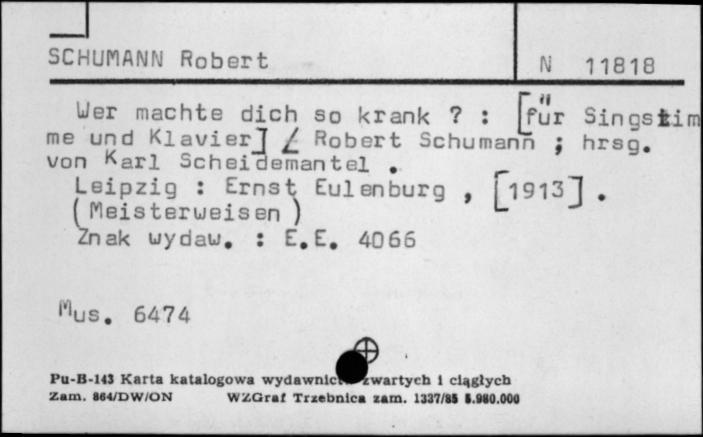 SCHUMANN Robert
N 11818
Wer machte dich so krank ? : [für Singstim
me und Klavier] / Robert Schumann ; hrsg.
von Karl Scheidemantel .
Leipzig : Ernst Eulenburg , [1913] .
(Meisterweisen)
Znak wydaw. : E.E. 4066
Mus. 6474
Pu-B-143 Karta katalogowa wydawnictw zwartych i ciągłych
Zam. 864/DW/ON WZGraf Trzebnica zam. 1337/85 5.980.000